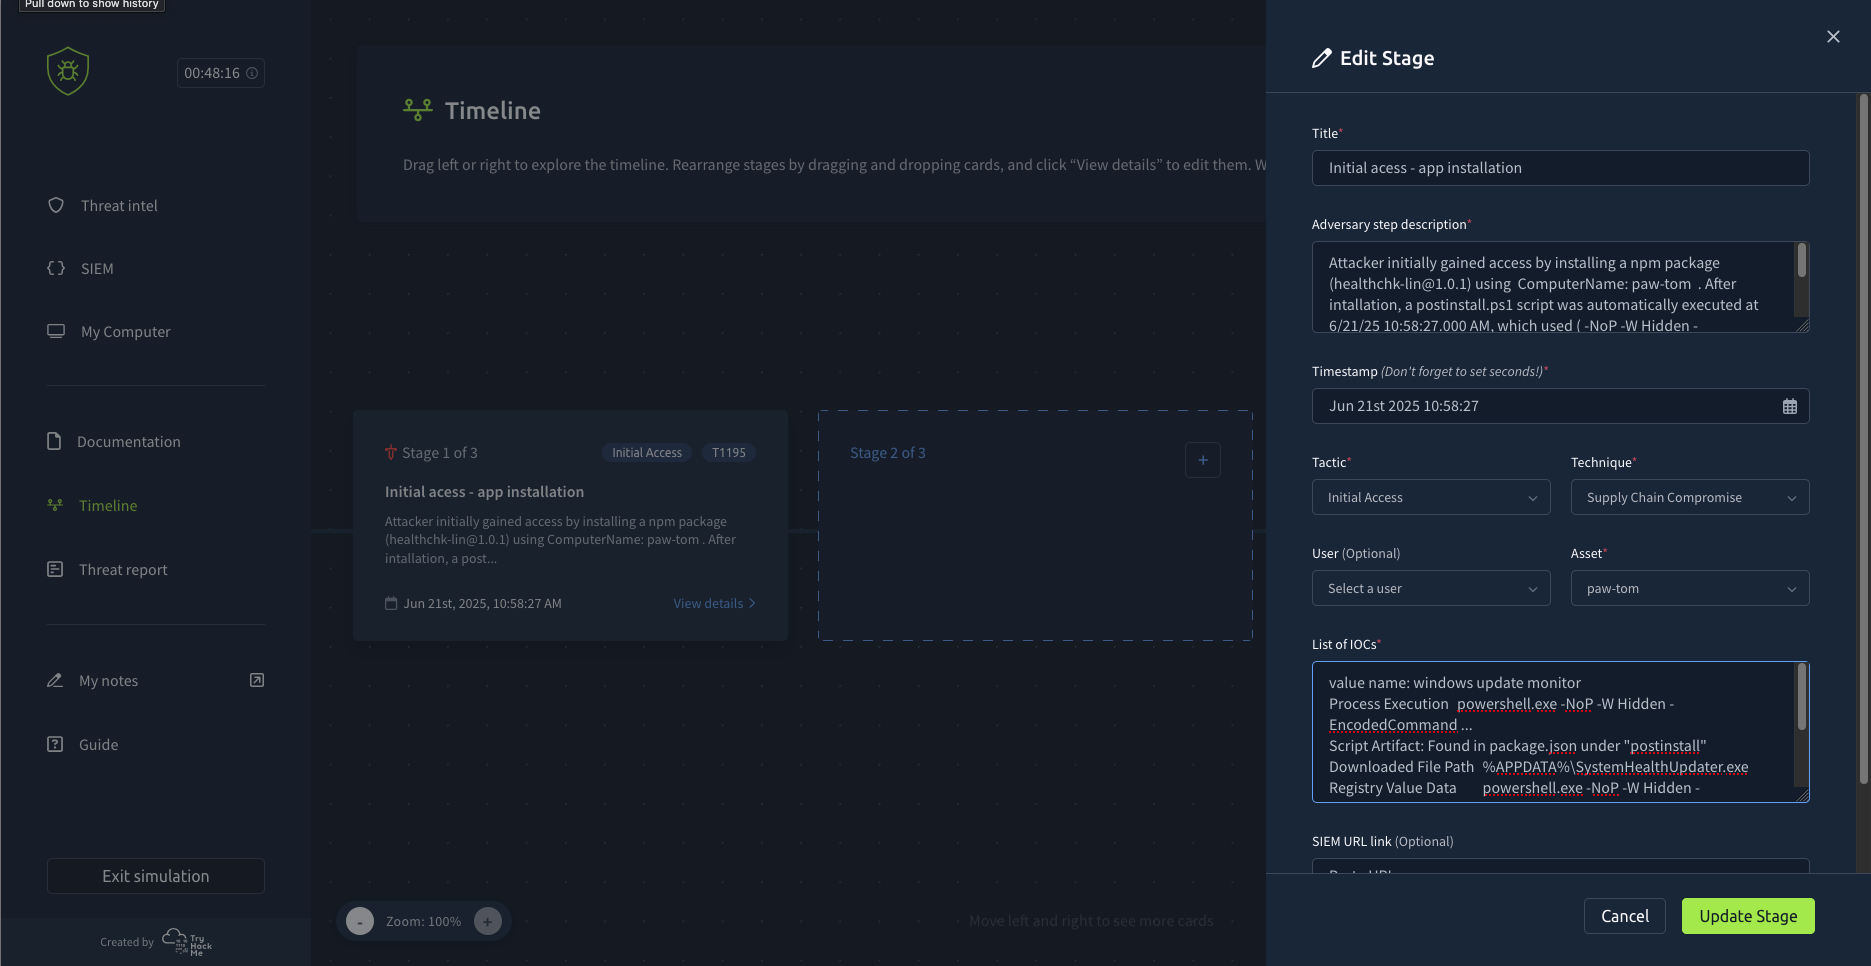 Pull down to show history
00:48:16
Threat intel
SIEM
My Computer
Documentation
Timeline
Threat report
My notes
Guide
Exit simulation
Created by
Try
Hack
Me
Timeline
Drag left or right to explore the timeline. Rearrange stages by dragging and dropping cards, and click “View details” to edit them. W
Stage 1 of 3
Initial Access
T1195
Initial acess - app installation
Attacker initially gained access by installing a npm package
(healthchk-lin@1.0.1) using ComputerName: paw-tom . After
intallation, a post...
Jun 21st, 2025, 10:58:27 AM
View details
Stage 2 of 3
+
-
Zoom: 100%
+
Move left and right to see more cards
Edit Stage
Title*
Initial acess - app installation
Adversary step description*
Attacker initially gained access by installing a npm package
(healthchk-lin@1.0.1) using  ComputerName: paw-tom  . After
intallation, a postinstall.ps1 script was automatically executed at
6/21/25 10:58:27.000 AM, which used ( -NoP -W Hidden -
Timestamp (Don't forget to set seconds!)*
Jun 21st 2025 10:58:27
Tactic*
Technique*
Initial Access
Supply Chain Compromise
User (Optional)
Asset*
Select a user
paw-tom
List of IOCs*
value name: windows update monitor
Process Execution  powershell.exe -NoP -W Hidden -
EncodedCommand ...
Script Artifact: Found in package.json under "postinstall"
Downloaded File Path  %APPDATA%\SystemHealthUpdater.exe
Registry Value Data  powershell.exe -NoP -W Hidden -
SIEM URL link (Optional)
Cancel
Update Stage